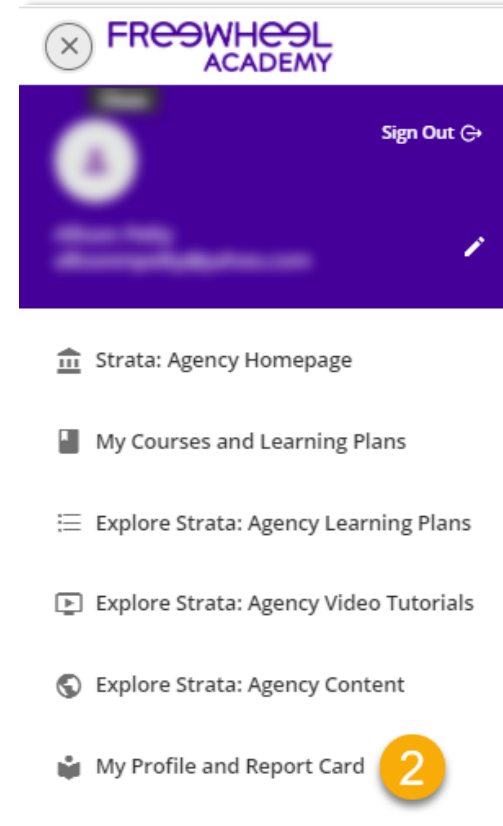 FREEWHEEL
ACADEMY
Sign Out
Strata: Agency Homepage
My Courses and Learning Plans
Explore Strata: Agency Learning Plans
Explore Strata: Agency Video Tutorials
Explore Strata: Agency Content
My Profile and Report Card 2